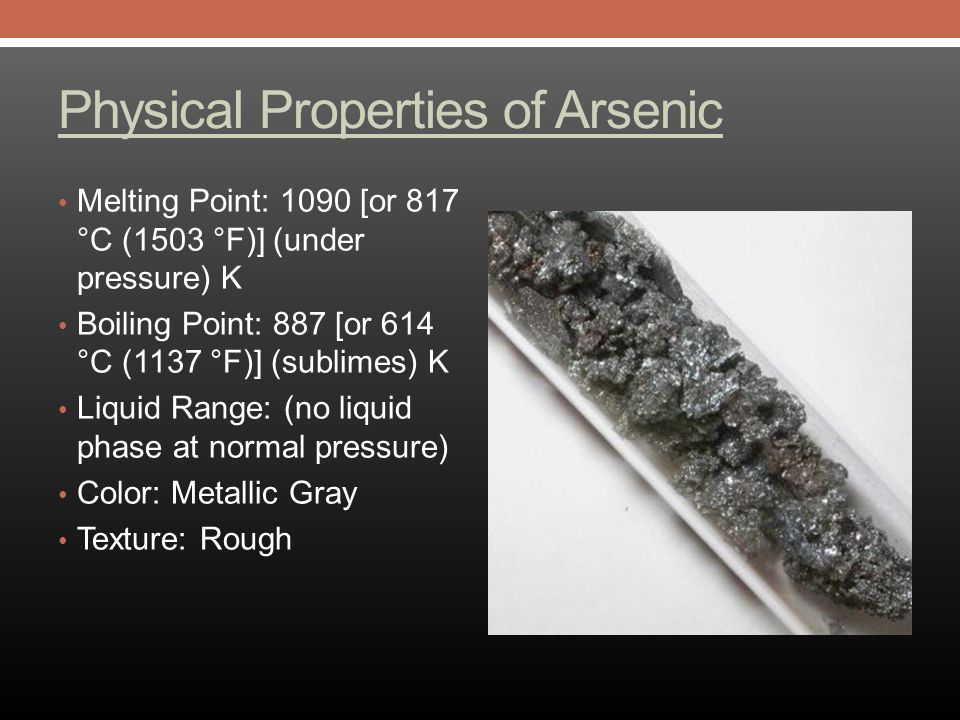 Physical Properties of Arsenic
• Melting Point: 1090 [or 817
°C (1503 °F)] (under
pressure) K
• Boiling Point: 887 [or 614
°C (1137 °F)] (sublimes) K
• Liquid Range: (no liquid
phase at normal pressure)
• Color: Metallic Gray
• Texture: Rough